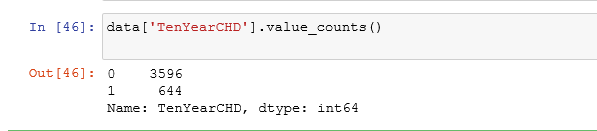 In [46]: data['TenYearCHD'].value_counts()
Out[46]: 0    3596
1     644
Name: TenYearCHD, dtype: int64